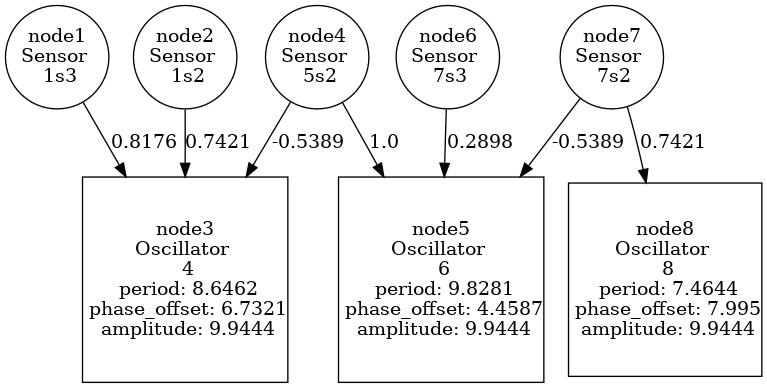 node1
Sensor
1s3
node2
Sensor
1s2
node4
Sensor
5s2
node6
Sensor
7s3
node7
Sensor
7s2
0.8176
0.7421
-0.5389
1.0
0.2898
-0.5389
0.7421
node3
Oscillator
4
period: 8.6462
phase_offset: 6.7321
amplitude: 9.9444
node5
Oscillator
6
period: 9.8281
phase_offset: 4.4587
amplitude: 9.9444
node8
Oscillator
8
period: 7.4644
phase_offset: 7.995
amplitude: 9.9444